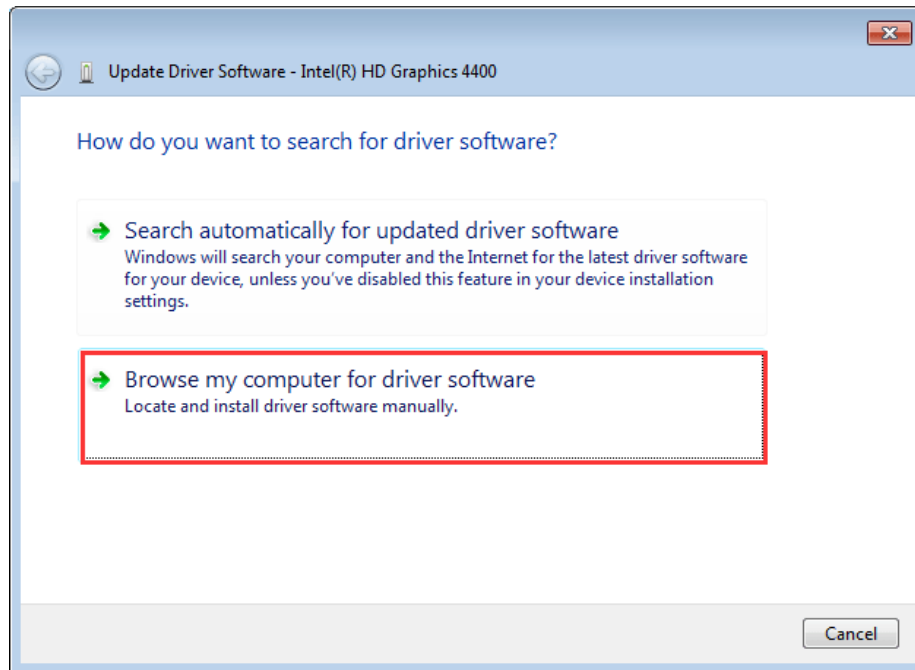 Update Driver Software - Intel(R) HD Graphics 4400
How do you want to search for driver software?
Search automatically for updated driver software
Windows will search your computer and the Internet for the latest driver software
for your device, unless you've disabled this feature in your device installation
settings.
Browse my computer for driver software
Locate and install driver software manually.
Cancel